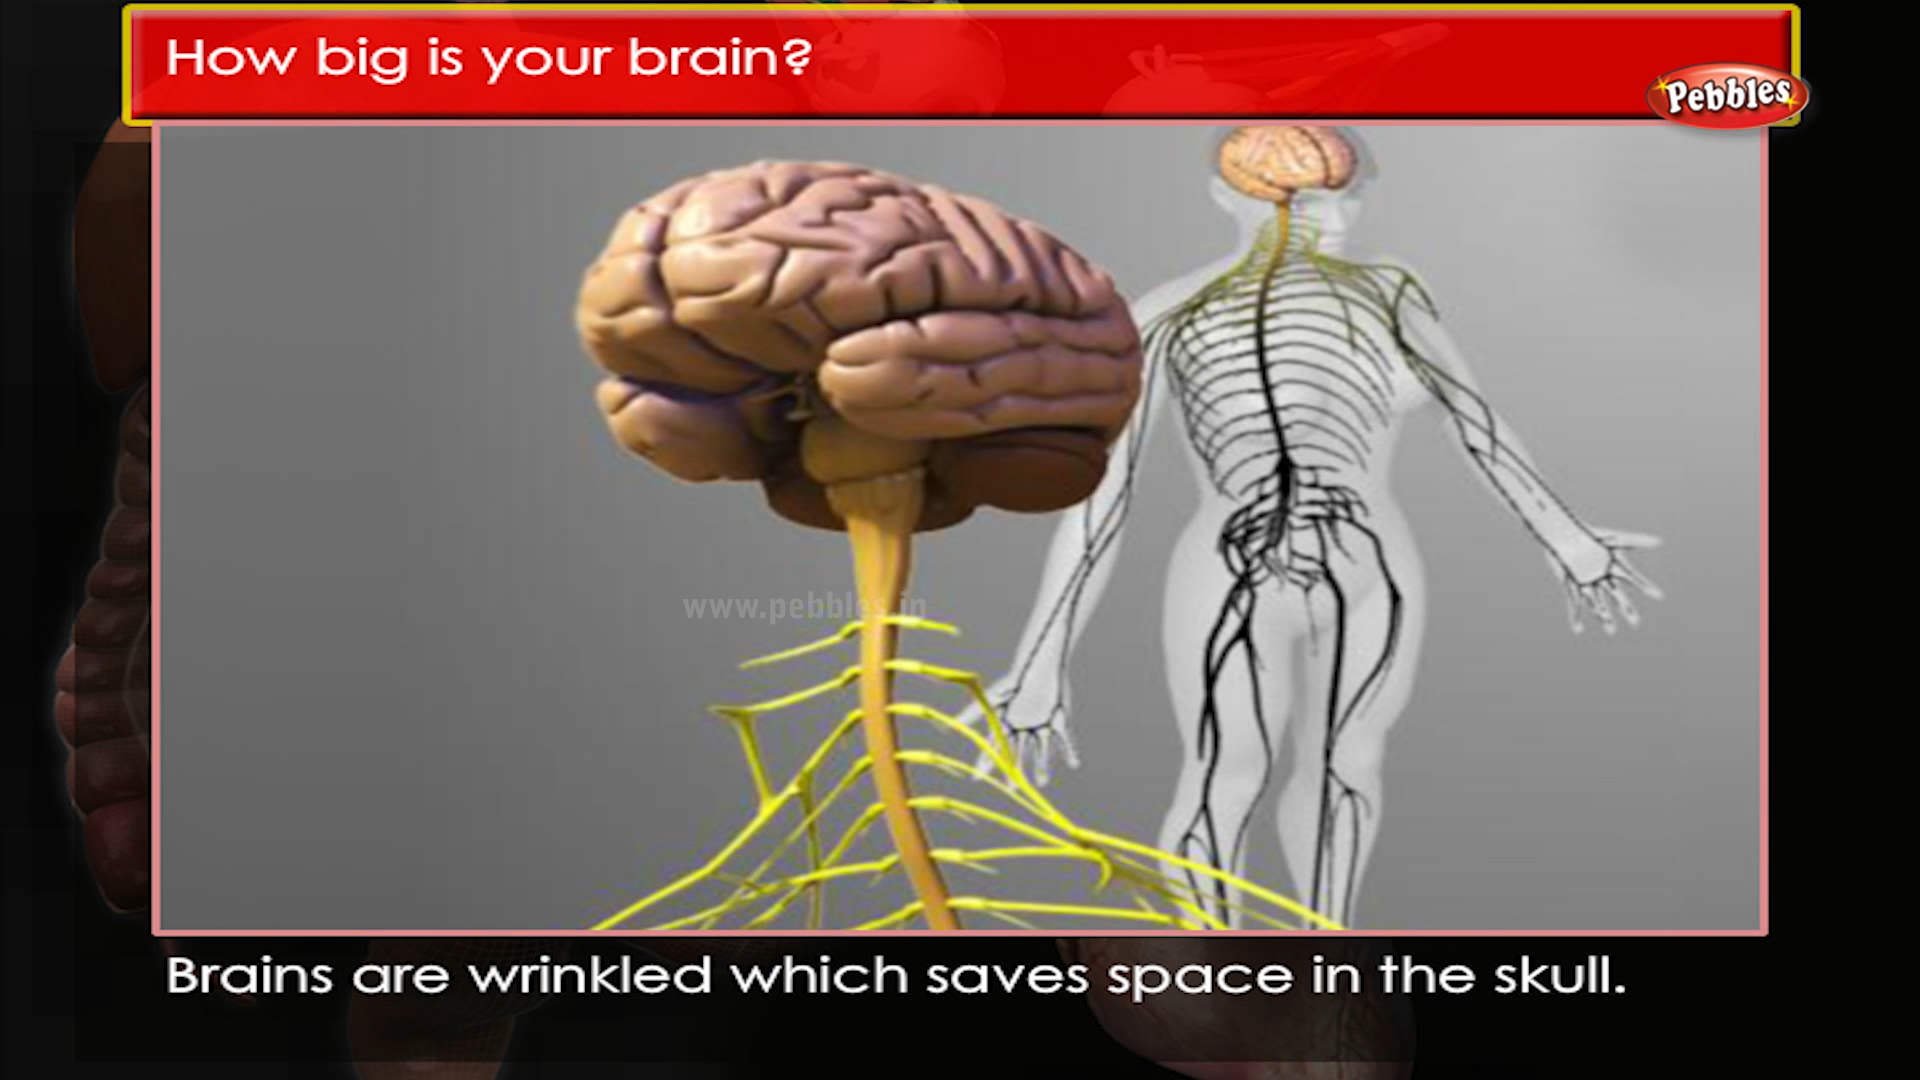 How big is your brain?
Pebbles
www.pebbles.in
Brains are wrinkled which saves space in the skull.